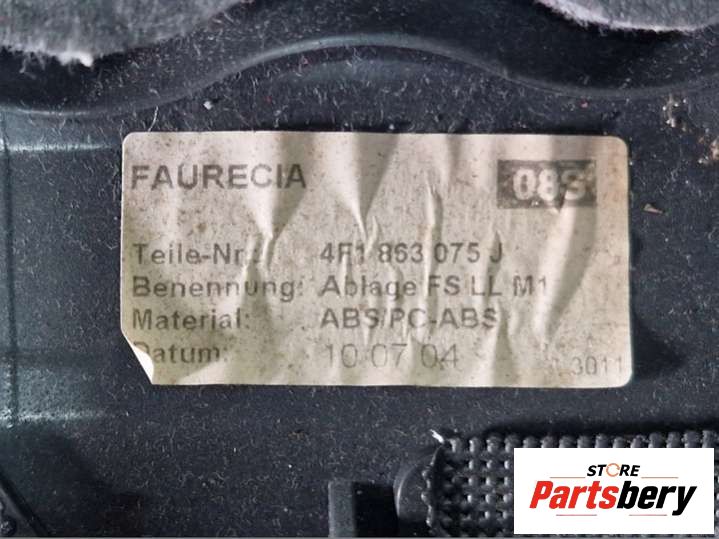 FAURECIA 083
Teile-Nr.: 4F1 863 075 J
Benennung: Ablage FS LL M1
Material: ABS/PC-ABS
Datum: 10 07 04
3011
STORE
Partsbery